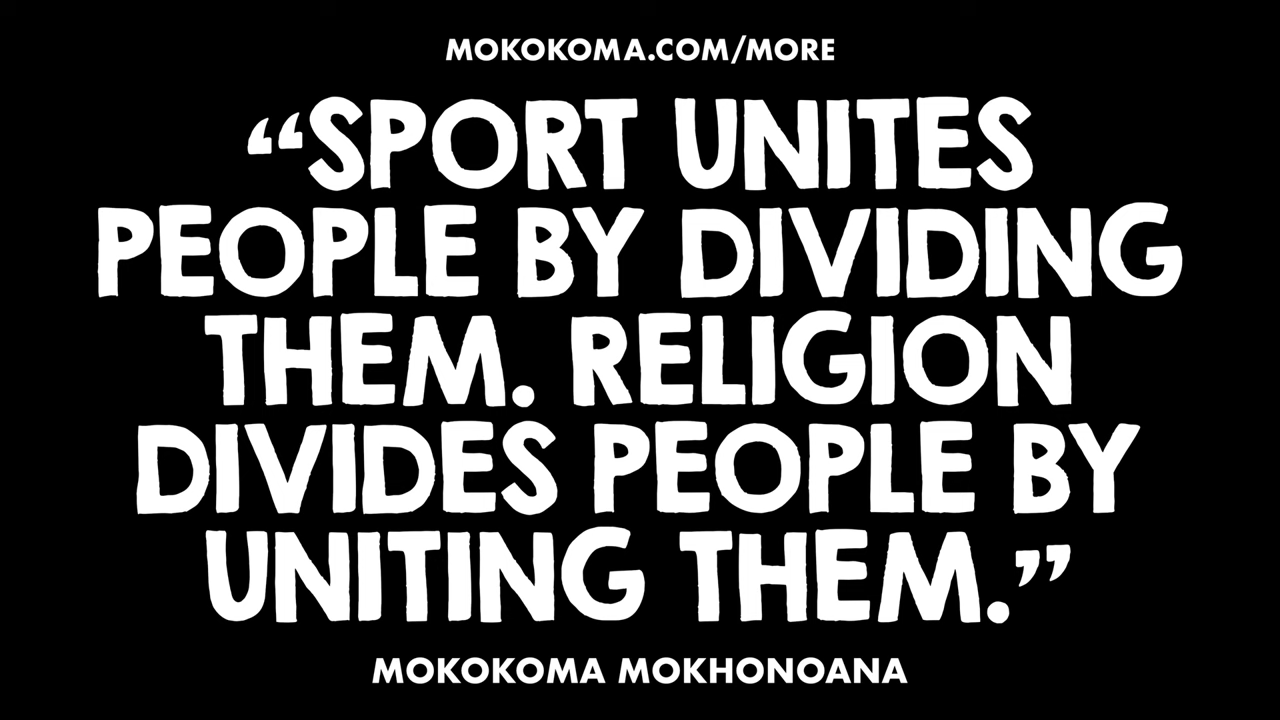 MOKOKOMA.COM/MORE
“SPORT UNITES
PEOPLE BY DIVIDING
THEM. RELIGION
DIVIDES PEOPLE BY
UNITING THEM.”
MOKOKOMA MOKHONOANA